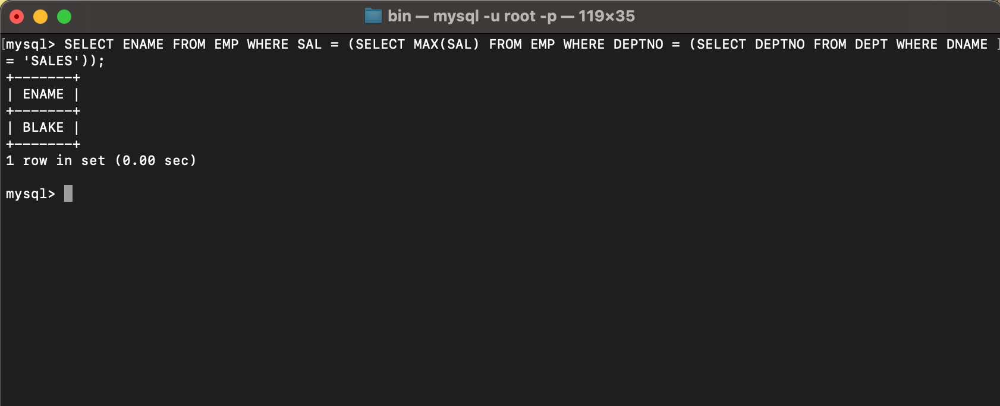 bin — mysql -u root -p — 119×35
mysql> SELECT ENAME FROM EMP WHERE SAL = (SELECT MAX(SAL) FROM EMP WHERE DEPTNO = (SELECT DEPTNO FROM DEPT WHERE DNAME
= 'SALES'));
+-------+
| ENAME |
+-------+
| BLAKE |
+-------+
1 row in set (0.00 sec)
mysql>